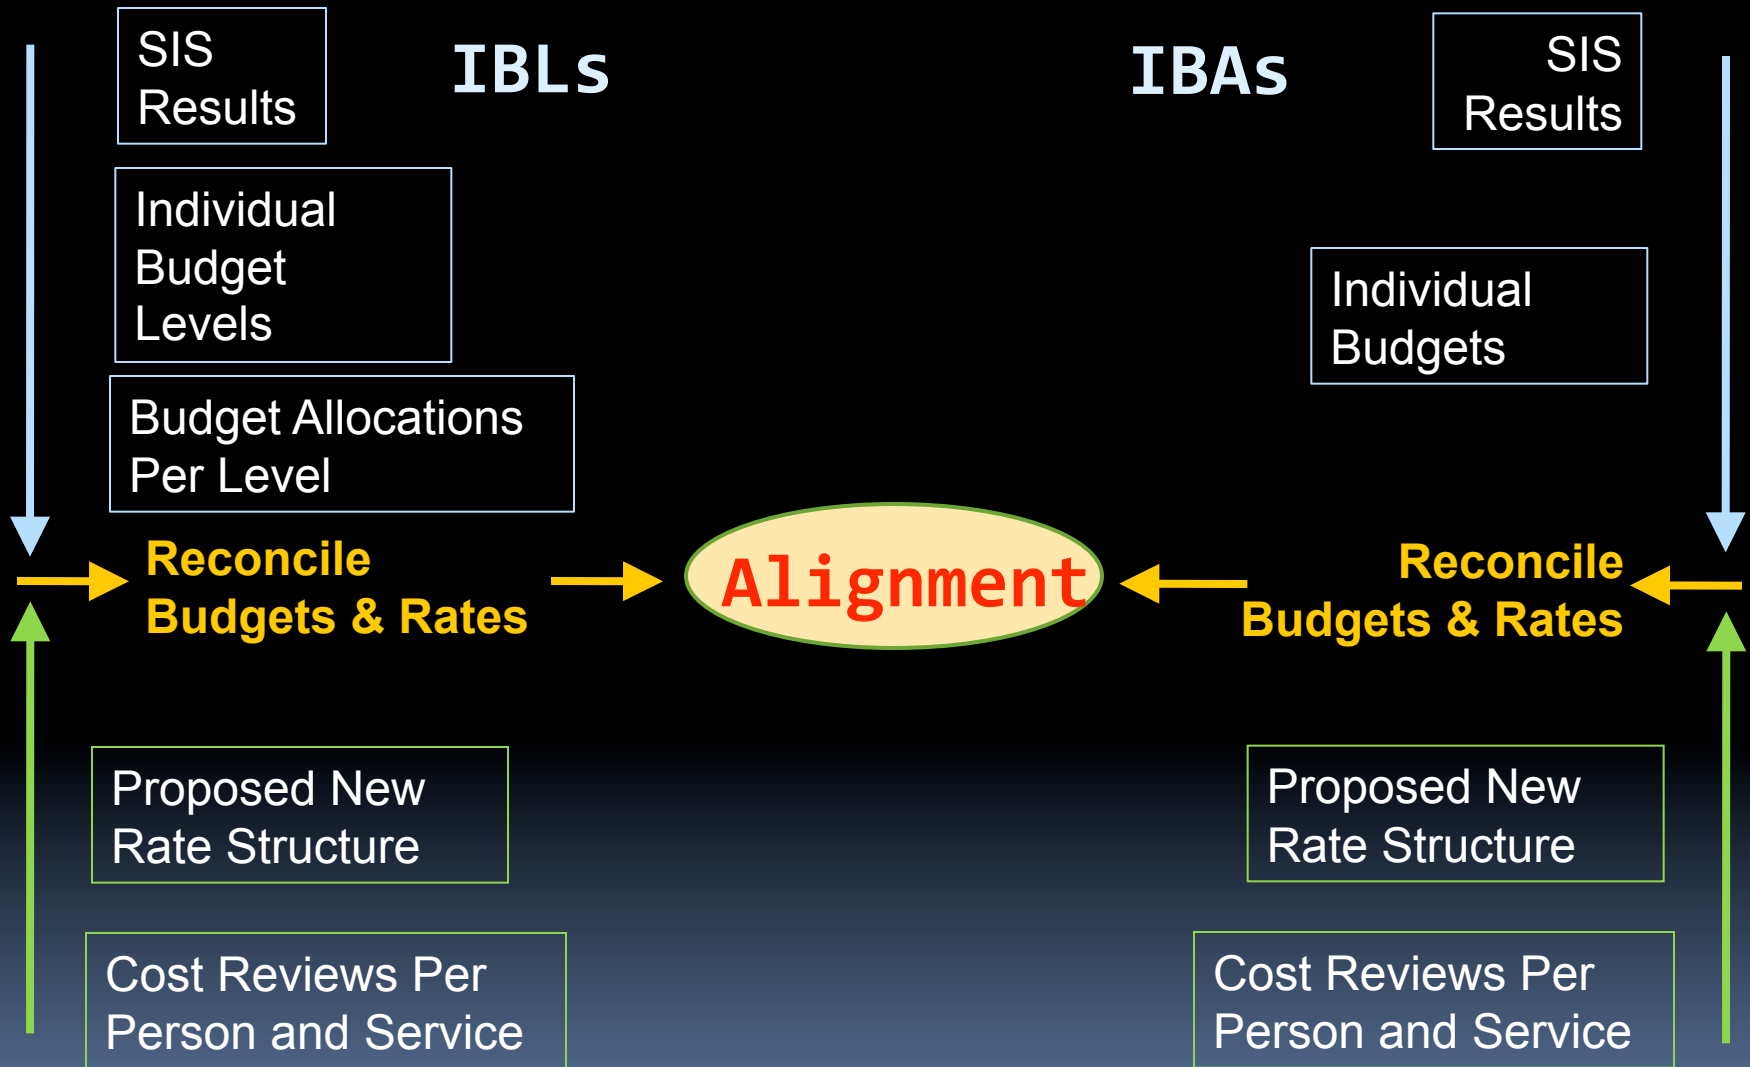 SIS
Results
IBLs
Individual
Budget
Levels
Budget Allocations
Per Level
Reconcile
Budgets & Rates
Proposed New
Rate Structure
Cost Reviews Per
Person and Service
Alignment
IBAs
SIS
Results
Individual
Budgets
Reconcile
Budgets & Rates
Proposed New
Rate Structure
Cost Reviews Per
Person and Service